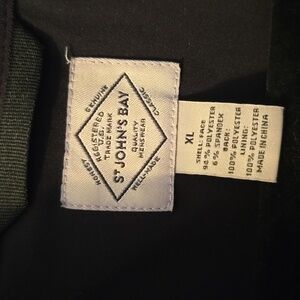 GENUINE
CLASSIC
HONEST
WELL-MADE
REGISTERED
U.S.
TRADE MARK
ST JOHN'S BAY
QUALITY
MENSWEAR
XL
SHELL: FACE:
94% POLYESTER
6% SPANDEX
BACK:
100% POLYESTER
LINING:
100% POLYESTER
MADE IN CHINA